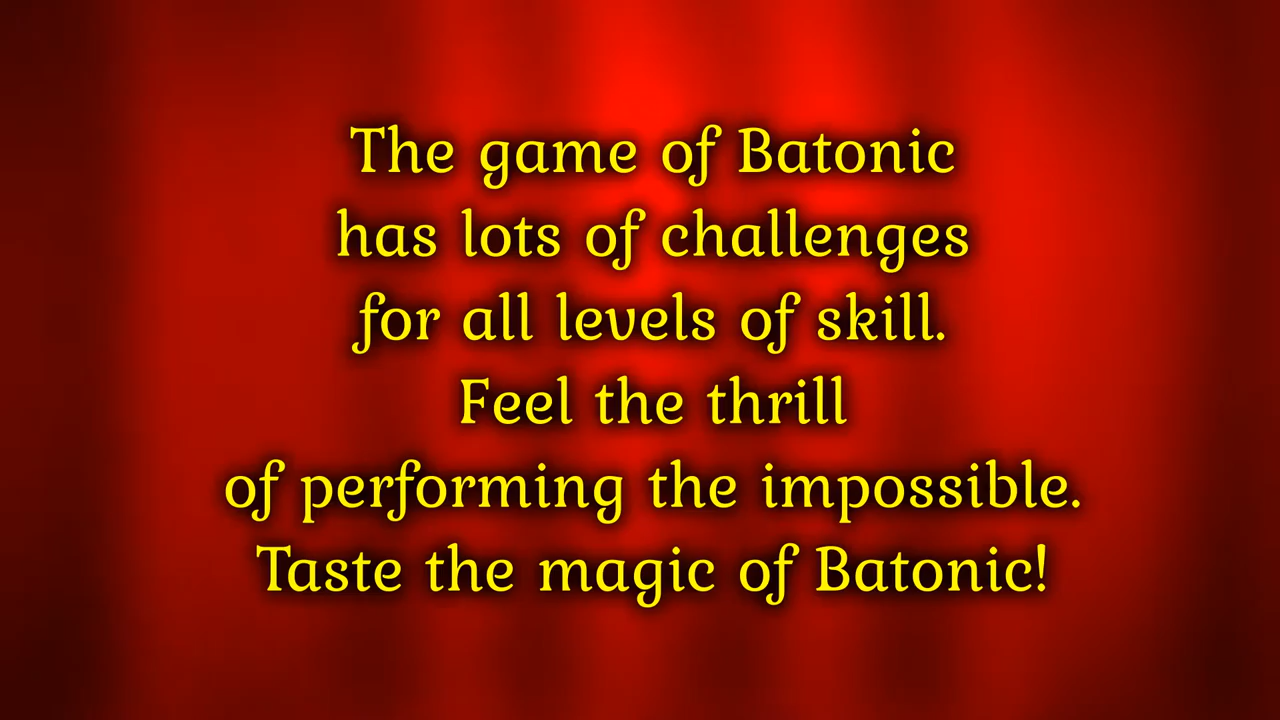 The game of Batonic
has lots of challenges
for all levels of skill.
Feel the thrill
of performing the impossible.
Taste the magic of Batonic!